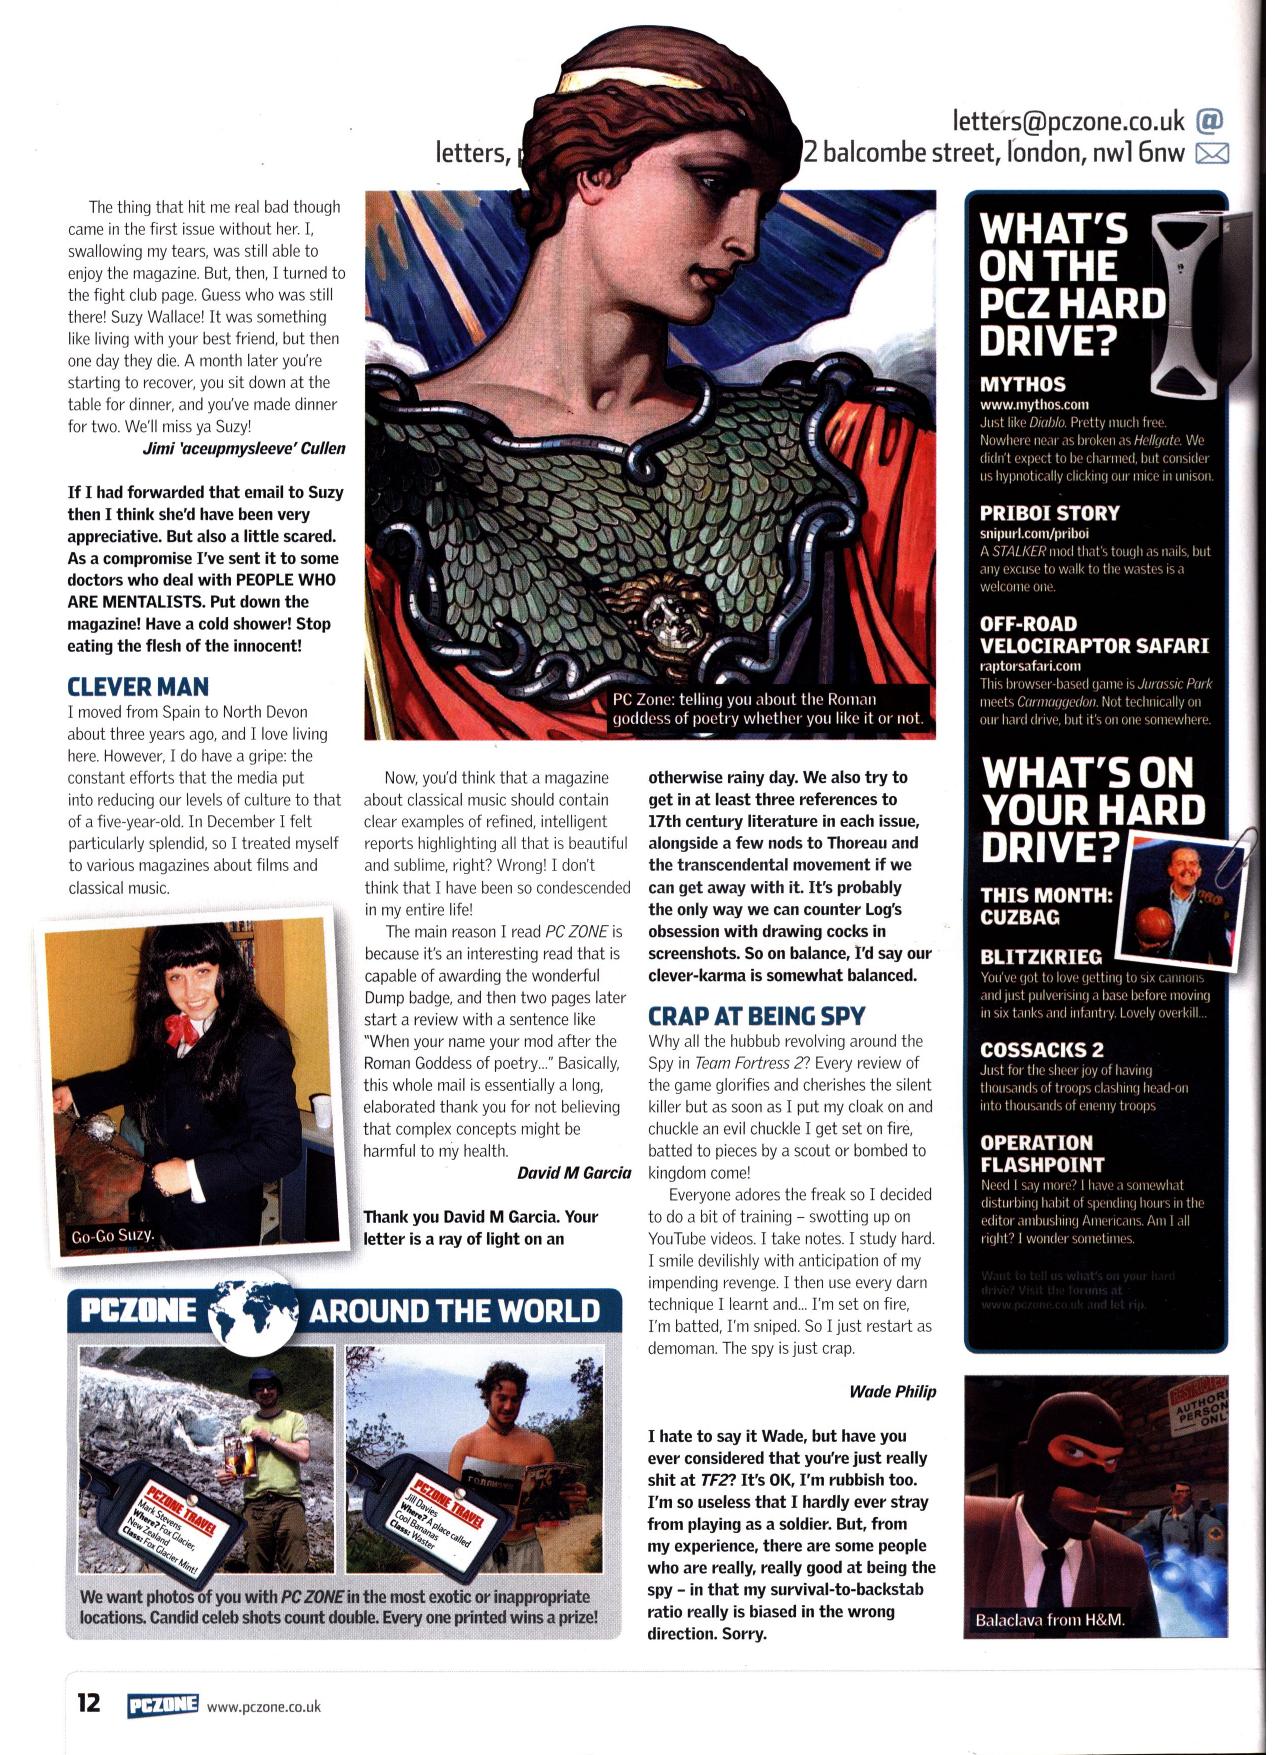 letters@pczone.co.uk @
letters, p 2 balcombe street, london, nw1 6nw
The thing that hit me real bad though
came in the first issue without her. I,
swallowing my tears, was still able to
enjoy the magazine. But, then, I turned to
the fight club page. Guess who was still
there! Suzy Wallace! It was something
like living with your best friend, but then
one day they die. A month later you're
starting to recover, you sit down at the
table for dinner, and you've made dinner
for two. We'll miss ya Suzy!
Jimi 'aceupmysleeve' Cullen
If I had forwarded that email to Suzy
then I think she'd have been very
appreciative. But also a little scared.
As a compromise I've sent it to some
doctors who deal with PEOPLE WHO
ARE MENTALISTS. Put down the
magazine! Have a cold shower! Stop
eating the flesh of the innocent!
CLEVER MAN
I moved from Spain to North Devon
about three years ago, and I love living
here. However, I do have a gripe: the
constant efforts that the media put
into reducing our levels of culture to that
of a five-year-old. In December I felt
particularly splendid, so I treated myself
to various magazines about films and
classical music.
Go-Go Suzy.
PC Zone: telling you about the Roman
goddess of poetry whether you like it or not.
Now, you'd think that a magazine
about classical music should contain
clear examples of refined, intelligent
reports highlighting all that is beautiful
and sublime, right? Wrong! I don't
think that I have been so condescended
in my entire life!
The main reason I read PC ZONE is
because it's an interesting read that is
capable of awarding the wonderful
Dump badge, and then two pages later
start a review with a sentence like
"When your name your mod after the
Roman Goddess of poetry..." Basically,
this whole mail is essentially a long,
elaborated thank you for not believing
that complex concepts might be
harmful to my health.
David M Garcia
Thank you David M Garcia. Your
letter is a ray of light on an
otherwise rainy day. We also try to
get in at least three references to
17th century literature in each issue,
alongside a few nods to Thoreau and
the transcendental movement if we
can get away with it. It's probably
the only way we can counter Log's
obsession with drawing cocks in
screenshots. So on balance, I'd say our
clever-karma is somewhat balanced.
CRAP AT BEING SPY
Why all the hubbub revolving around the
Spy in Team Fortress 2? Every review of
the game glorifies and cherishes the silent
killer but as soon as I put my cloak on and
chuckle an evil chuckle I get set on fire,
batted to pieces by a scout or bombed to
kingdom come!
Everyone adores the freak so I decided
to do a bit of training – swotting up on
YouTube videos. I take notes. I study hard.
I smile devilishly with anticipation of my
impending revenge. I then use every darn
technique I learnt and... I'm set on fire,
I'm batted, I'm sniped. So I just restart as
demoman. The spy is just crap.
Wade Philip
I hate to say it Wade, but have you
ever considered that you're just really
shit at TF2? It's OK, I'm rubbish too.
I'm so useless that I hardly ever stray
from playing as a soldier. But, from
my experience, there are some people
who are really, really good at being the
spy – in that my survival-to-backstab
ratio really is biased in the wrong
direction. Sorry.
PCZONE AROUND THE WORLD
PCZONE TRAVEL
Mark Stevens
Where? Fox Glacier,
New Zealand
Class: Fox Glacier Mint!
PCZONE TRAVEL
Jill Davies
Where? A place called
Cool Bananas
Class: Waster
We want photos of you with PC ZONE in the most exotic or inappropriate
locations. Candid celeb shots count double. Every one printed wins a prize!
WHAT'S
ON THE
PCZ HARD
DRIVE?
MYTHOS
www.mythos.com
Just like Diablo. Pretty much free.
Nowhere near as broken as Hellgate. We
didn't expect to be charmed, but consider
us hypnotically clicking our mice in unison.
PRIBOI STORY
snipurl.com/priboi
A STALKER mod that's tough as nails, but
any excuse to walk to the wastes is a
welcome one.
OFF-ROAD
VELOCIRAPTOR SAFARI
raptorsafari.com
This browser-based game is Jurassic Park
meets Carmaggedon. Not technically on
our hard drive, but it's on one somewhere.
WHAT'S ON
YOUR HARD
DRIVE?
THIS MONTH:
CUZBAG
BLITZKRIEG
You've got to love getting to six cannons
and just pulverising a base before moving
in six tanks and infantry. Lovely overkill...
COSSACKS 2
Just for the sheer joy of having
thousands of troops clashing head-on
into thousands of enemy troops
OPERATION
FLASHPOINT
Need I say more? I have a somewhat
disturbing habit of spending hours in the
editor ambushing Americans. Am I all
right? I wonder sometimes.
Want to tell us what's on your hard
drive? Visit the forums at
www.pczone.co.uk and let rip.
AUTHOR
PERSON
ONL
Balaclava from H&M.
12 PCZONE www.pczone.co.uk